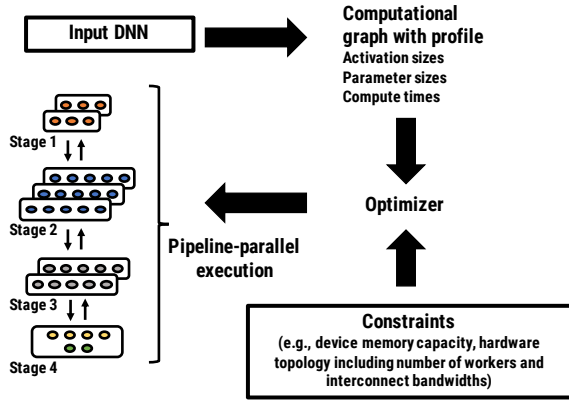 Input DNN
Computational
graph with profile
Activation sizes
Parameter sizes
Compute times
Stage 1
Stage 2
Stage 3
Stage 4
Pipeline-parallel
execution
Optimizer
Constraints
(e.g., device memory capacity, hardware
topology including number of workers and
interconnect bandwidths)